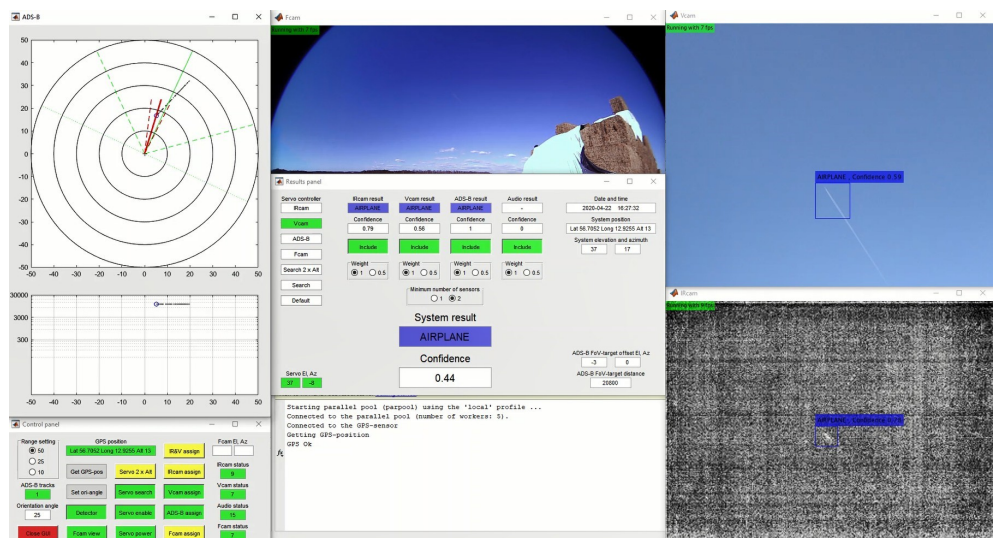 ADS-B
50
40
30
20
10
0
-10
-20
-30
-40
-50
-50 -40 -30 -20 -10 0 10 20 30 40 50
30000
3000
300
-50 -40 -30 -20 -10 0 10 20 30 40 50
Control panel
Range setting
50
25
10
ADS-B tracks
1
Orientation angle
25
Close GUI
GPS position
Lat 56.7052 Long 12.9255 Alt 13
Get GPS-pos
Servo 2 x Alt
Set ori-angle
Servo search
Detector
Servo enable
Fcam view
Servo power
IR&V assign
IRcam assign
Vcam assign
ADS-B assign
Fcam assign
Fcam El, Az
IRcam status
9
Vcam status
7
Audio status
15
Fcam status
7
Fcam
Running with 7 fps
Results panel
Servo controller
IRcam
Vcam
ADS-B
Fcam
Search 2 x Alt
Search
Default
Servo El, Az
37 -8
IRcam result Vcam result ADS-B result Audio result
AIRPLANE AIRPLANE AIRPLANE -
Confidence Confidence Confidence Confidence
0.79 0.56 1 0
Include Include Include Include
Weight Weight Weight Weight
1 0.5 1 0.5 1 0.5 1 0.5
Minimum number of sensors
1 2
System result
AIRPLANE
Confidence
0.44
Date and time
2020-04-22 16:27:32
System position
Lat 56.7052 Long 12.9255 Alt 13
System elevation and azimuth
37 17
ADS-B FoV-target offset El, Az
-3 0
ADS-B FoV-target distance
20800
Starting parallel pool (parpool) using the 'local' profile ...
Connected to the parallel pool (number of workers: 5).
Connected to the GPS-sensor
Getting GPS-position
GPS Ok
fx
Vcam
Running with 7 fps
AIRPLANE , Confidence 0.59
IRcam
Running with 9 fps
AIRPLANE , Confidence